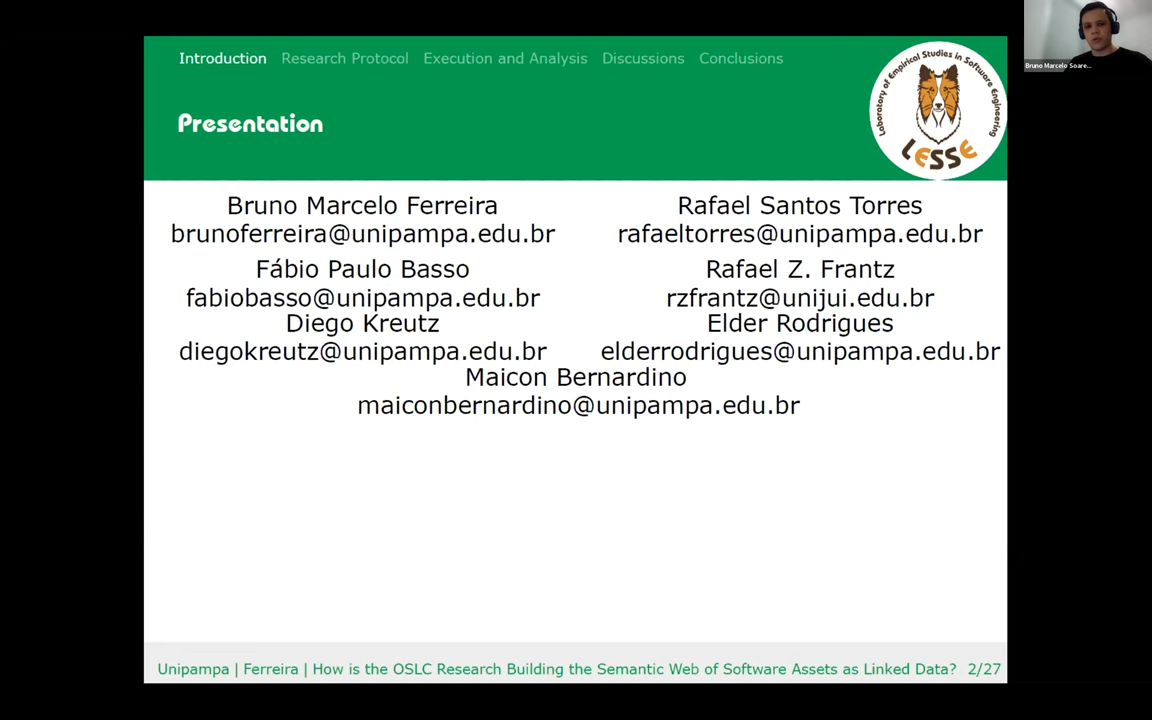 Introduction Research Protocol Execution and Analysis Discussions Conclusions
Presentation
Laboratory of Empirical Studies in Software Engineering
LESSE
Bruno Marcelo Soare...
Bruno Marcelo Ferreira
brunoferreira@unipampa.edu.br
Rafael Santos Torres
rafaeltorres@unipampa.edu.br
Fábio Paulo Basso
fabiobasso@unipampa.edu.br
Rafael Z. Frantz
rzfrantz@unijui.edu.br
Diego Kreutz
diegokreutz@unipampa.edu.br
Elder Rodrigues
elderrodrigues@unipampa.edu.br
Maicon Bernardino
maiconbernardino@unipampa.edu.br
Unipampa | Ferreira | How is the OSLC Research Building the Semantic Web of Software Assets as Linked Data? 2/27